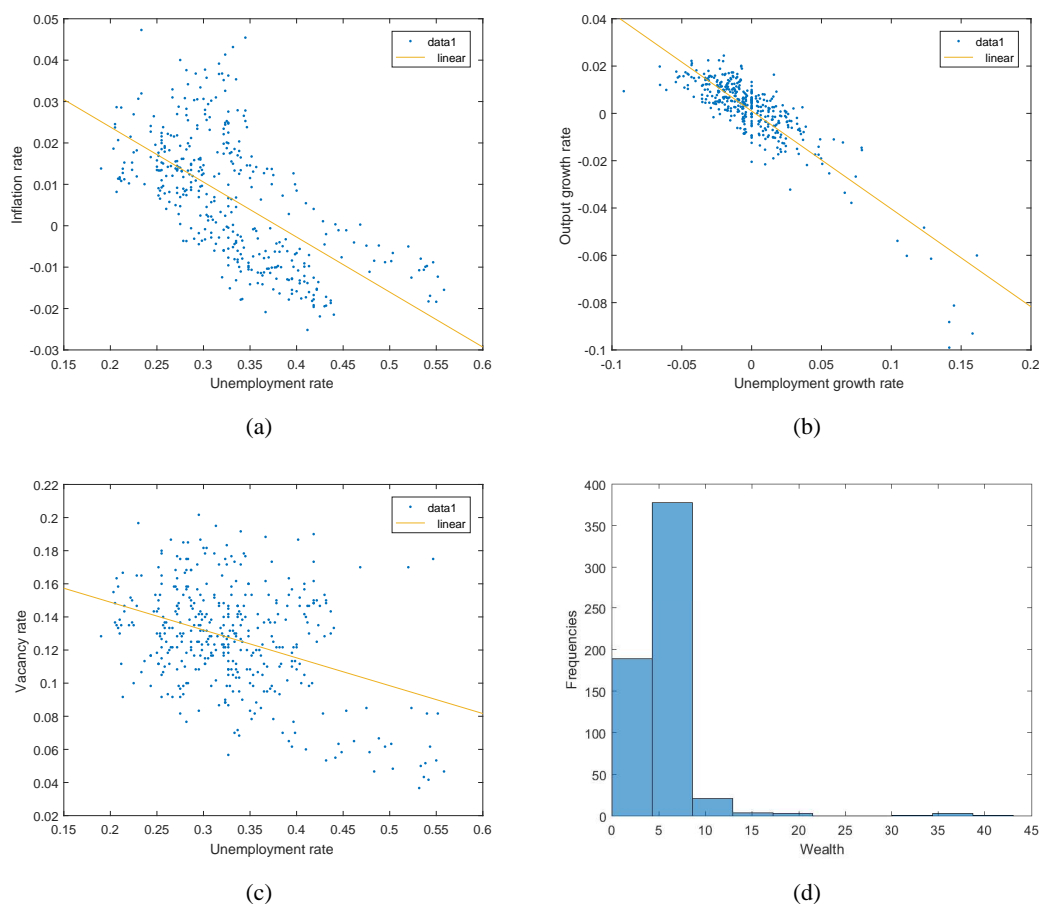 0.05
0.04
0.03
0.02
0.01
0
-0.01
-0.02
-0.03
Inflation rate
data1
linear
0.15 0.2 0.25 0.3 0.35 0.4 0.45 0.5 0.55 0.6
Unemployment rate
(a)
0.04
0.02
0
-0.02
-0.04
-0.06
-0.08
-0.1
Output growth rate
data1
linear
-0.1 -0.05 0 0.05 0.1 0.15 0.2
Unemployment growth rate
(b)
0.22
0.2
0.18
0.16
0.14
0.12
0.1
0.08
0.06
0.04
0.02
Vacancy rate
data1
linear
0.15 0.2 0.25 0.3 0.35 0.4 0.45 0.5 0.55 0.6
Unemployment rate
(c)
400
350
300
250
200
150
100
50
0
Frequencies
0 5 10 15 20 25 30 35 40 45
Wealth
(d)